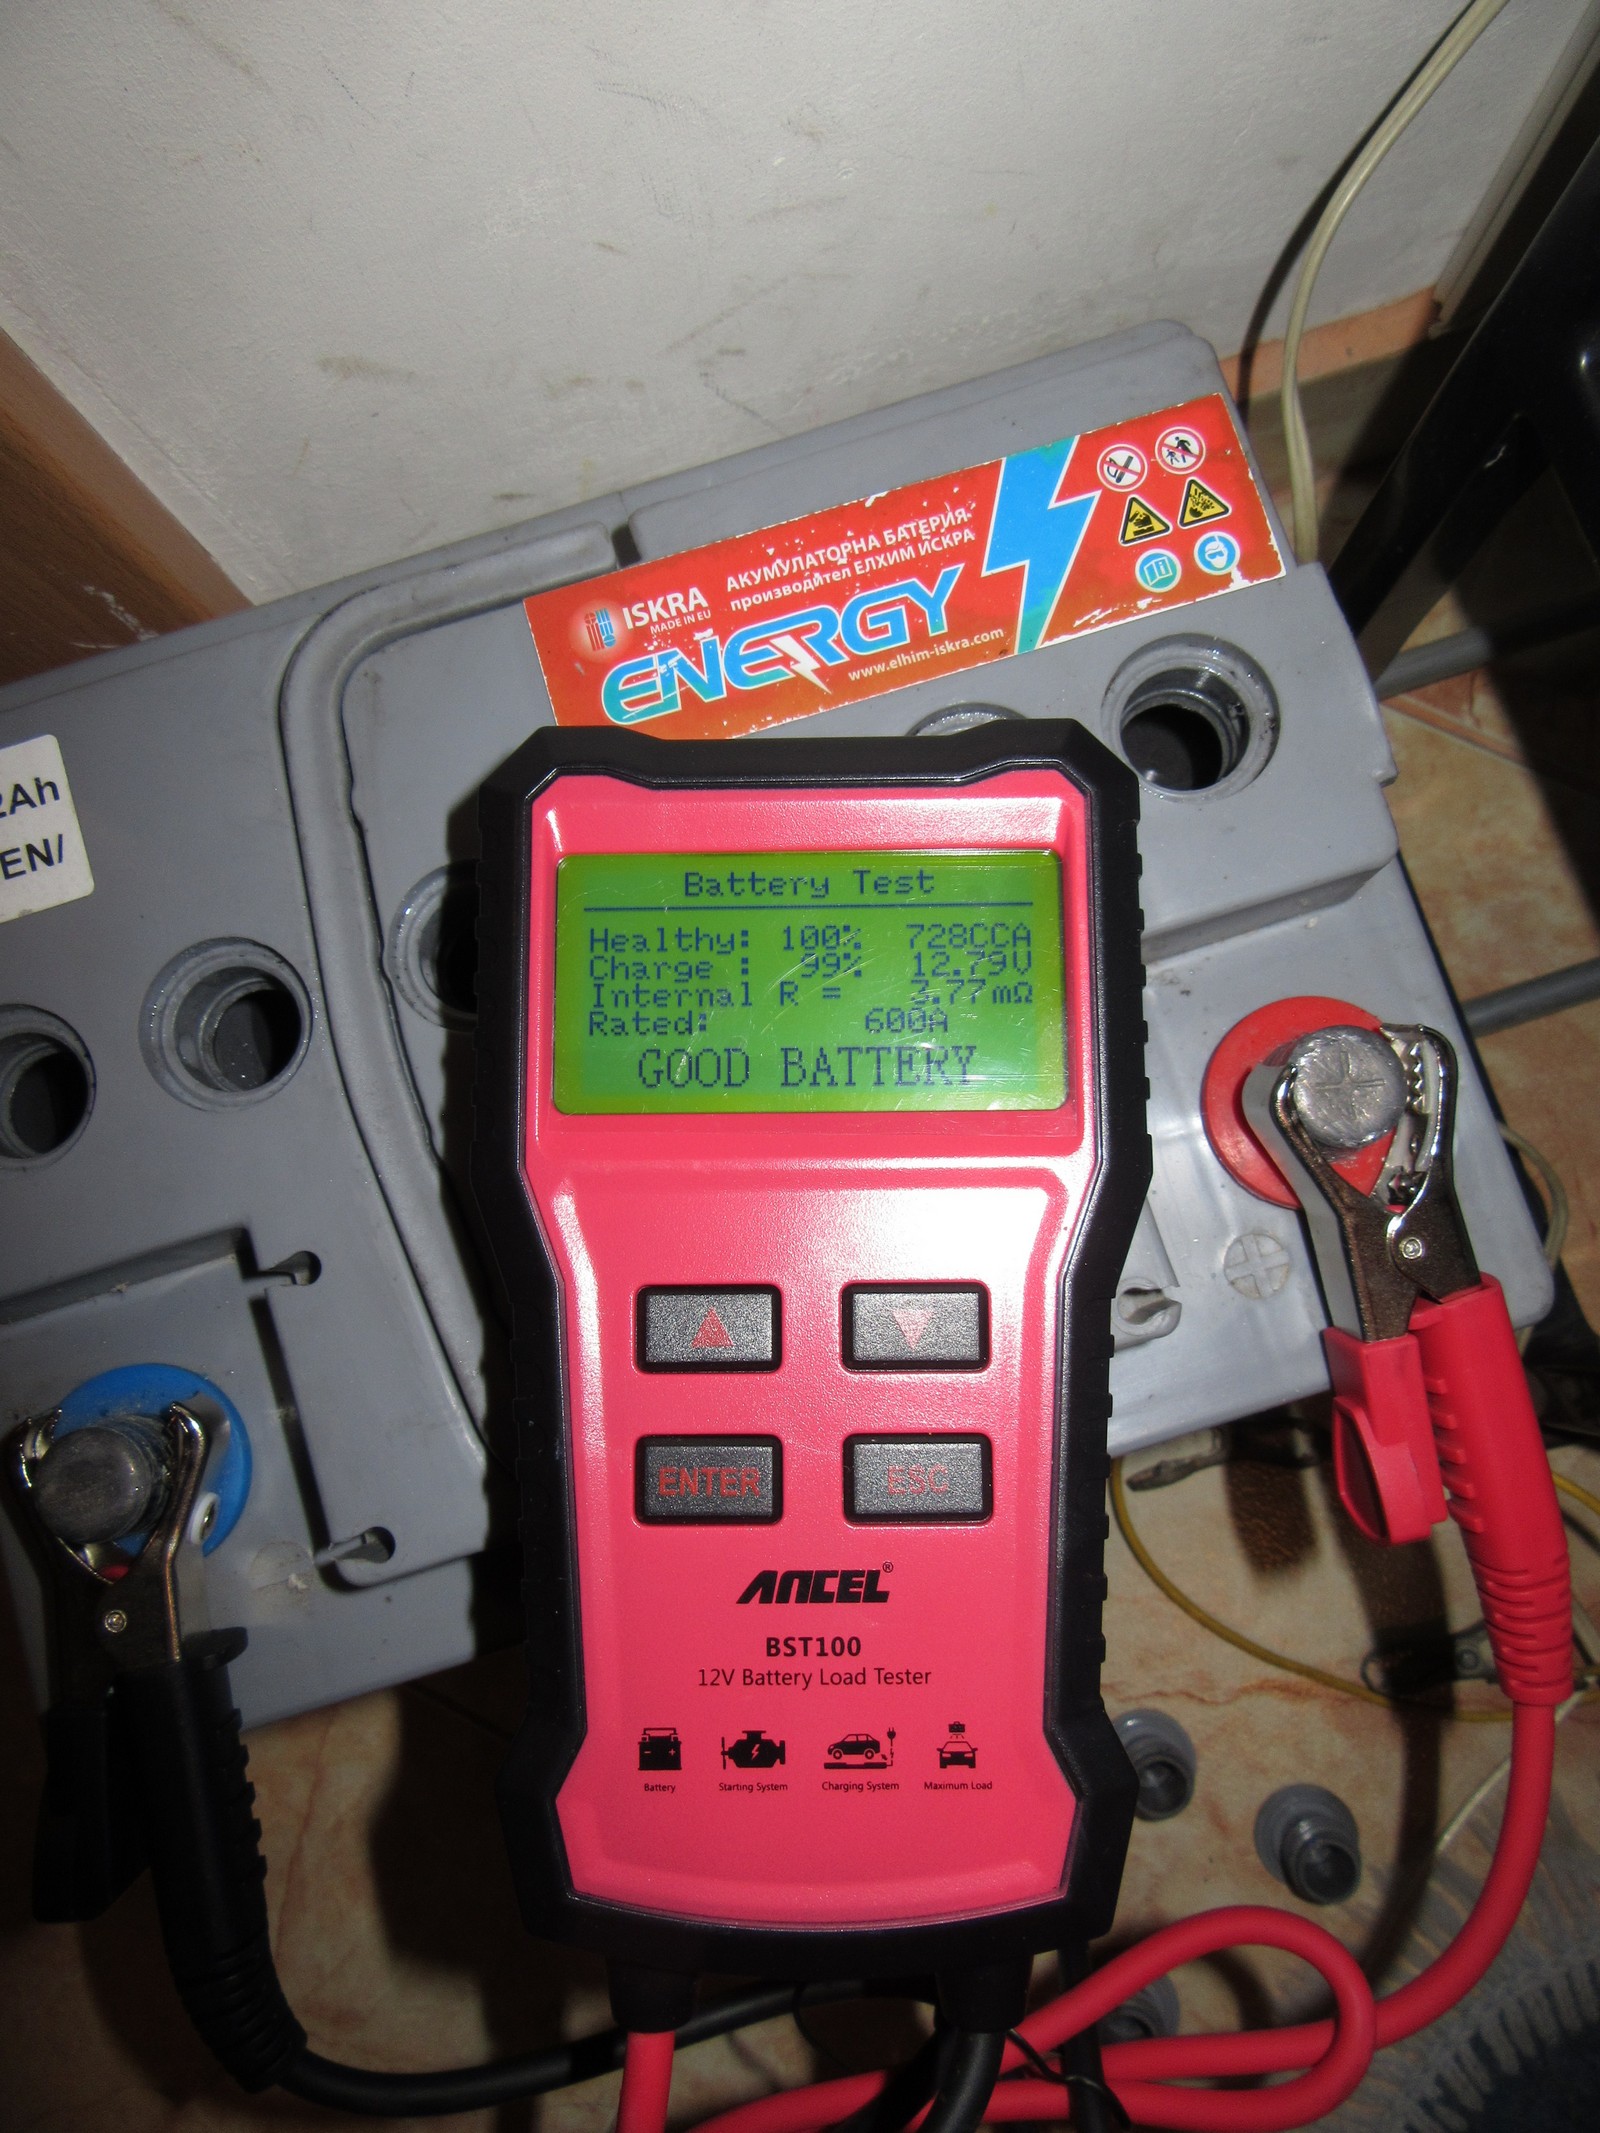 АКУМУЛАТОРНА БАТЕРИЯ
производител ЕЛХИМ ИСКРА
ISKRA
MADE IN EU
ENERGY
www.elhim-iskra.com
2Ah
EN/
Battery Test
Healthy: 100% 728CCA
Charge : 99% 12.79V
Internal R = 3.77mΩ
Rated: 600A
GOOD BATTERY
ENTER ESC
ANCEL®
BST100
12V Battery Load Tester
Battery Starting System Charging System Maximum Load